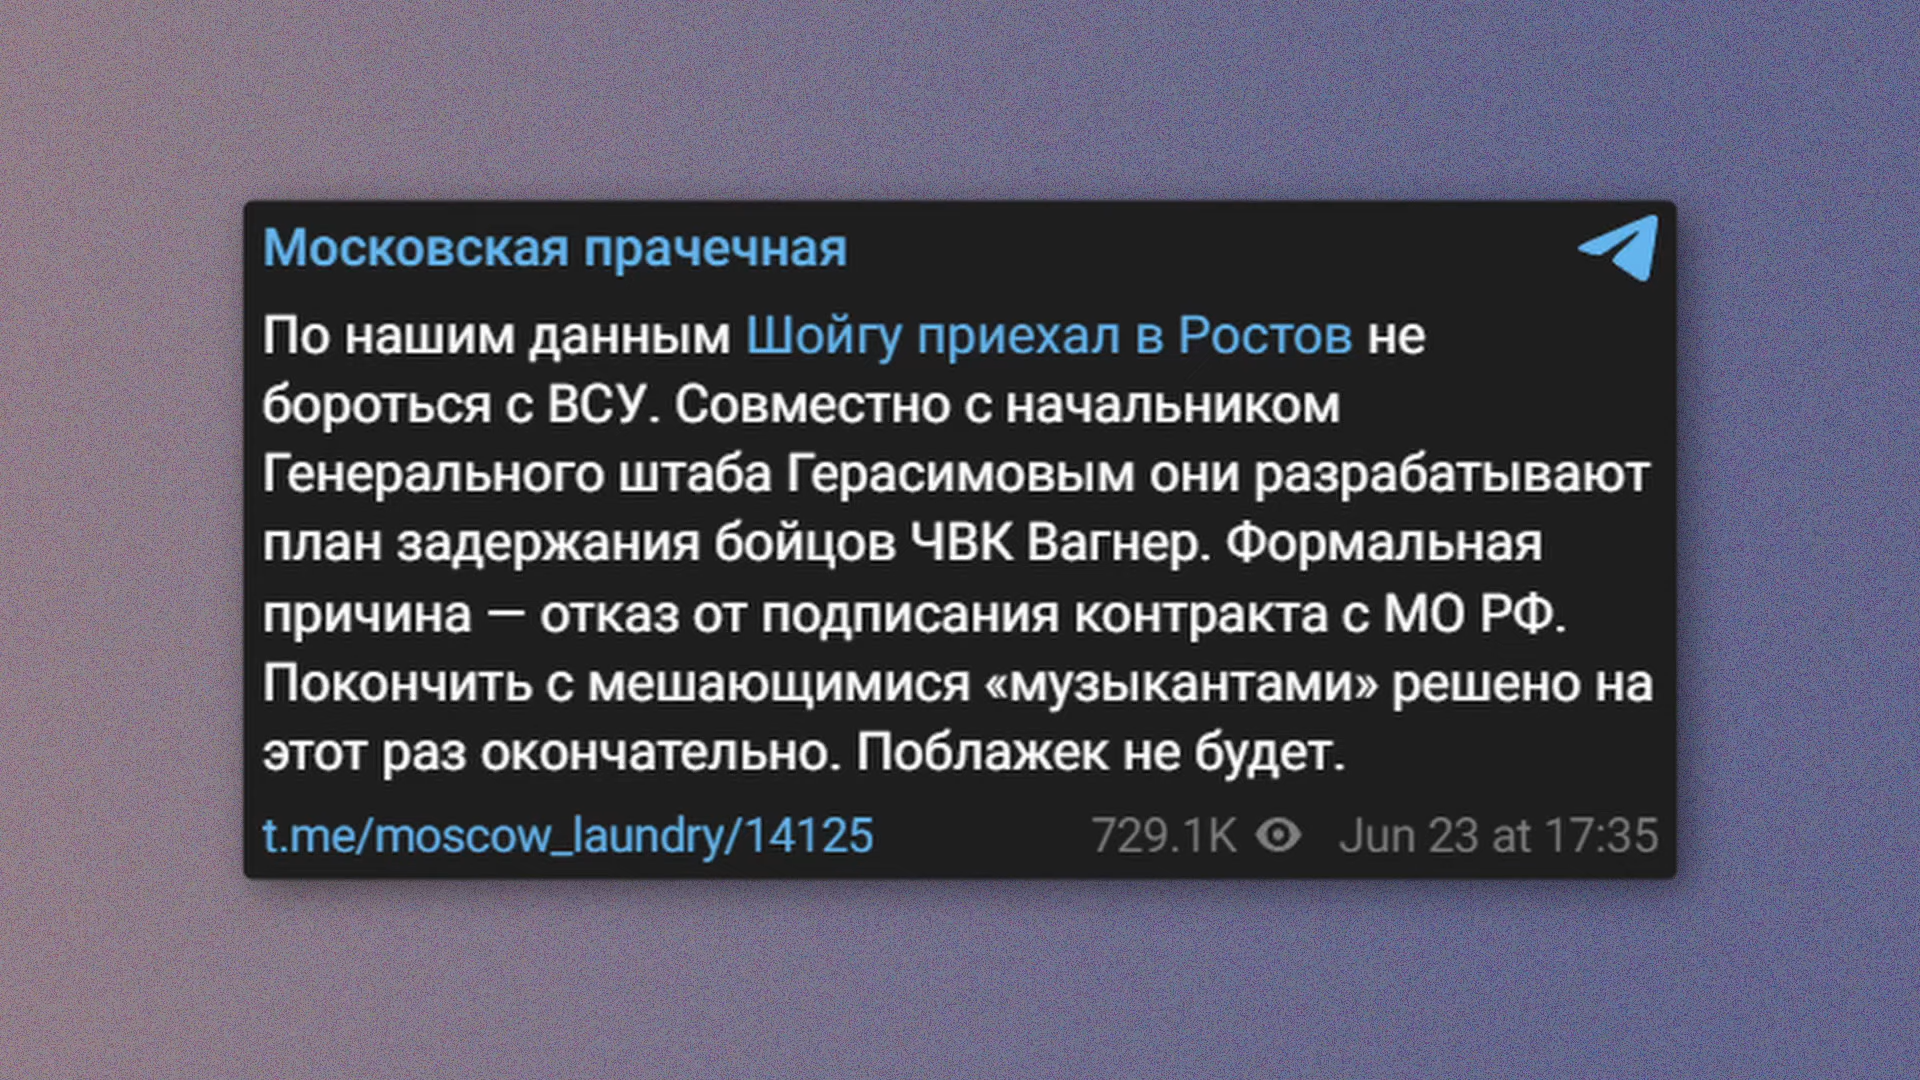 Московская прачечная
По нашим данным Шойгу приехал в Ростов не
бороться с ВСУ. Совместно с начальником
Генерального штаба Герасимовым они разрабатывают
план задержания бойцов ЧВК Вагнер. Формальная
причина — отказ от подписания контракта с МО РФ.
Покончить с мешающимися «музыкантами» решено на
этот раз окончательно. Поблажек не будет.
t.me/moscow_laundry/14125 729.1K Jun 23 at 17:35